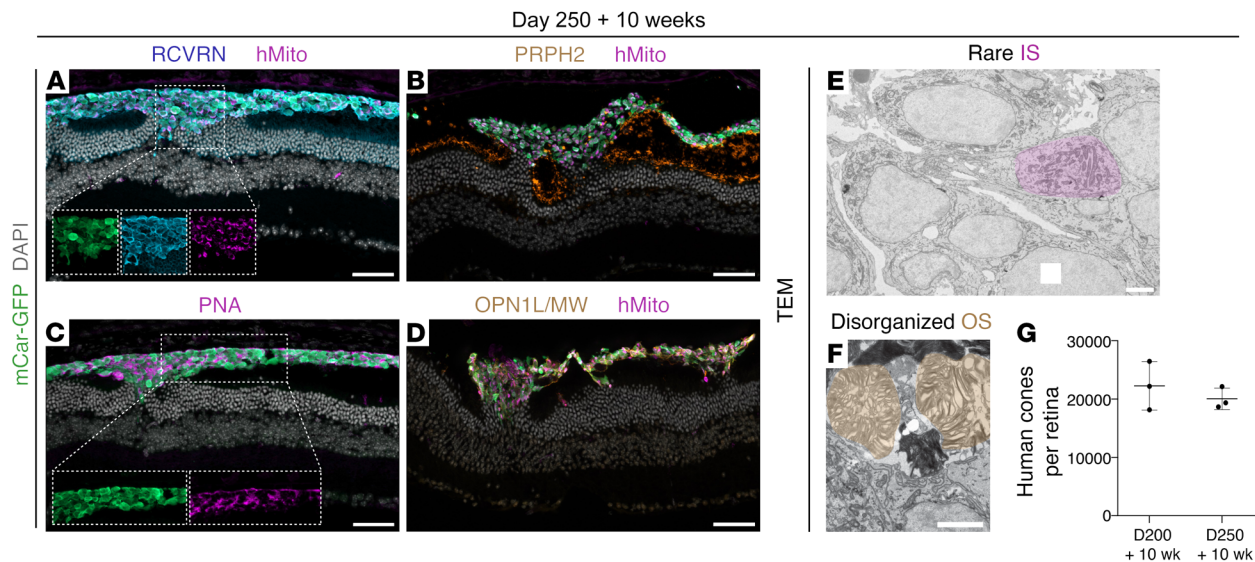 Day 250 + 10 weeks
RCVRN hMito
PRPH2 hMito
Rare IS
A
B
E
PNA
OPN1L/MW hMito
C
D
mCar-GFP DAPI
TEM
Disorganized OS
F
G
Human cones
per retina
30000
20000
10000
0
D200
+ 10 wk
D250
+ 10 wk